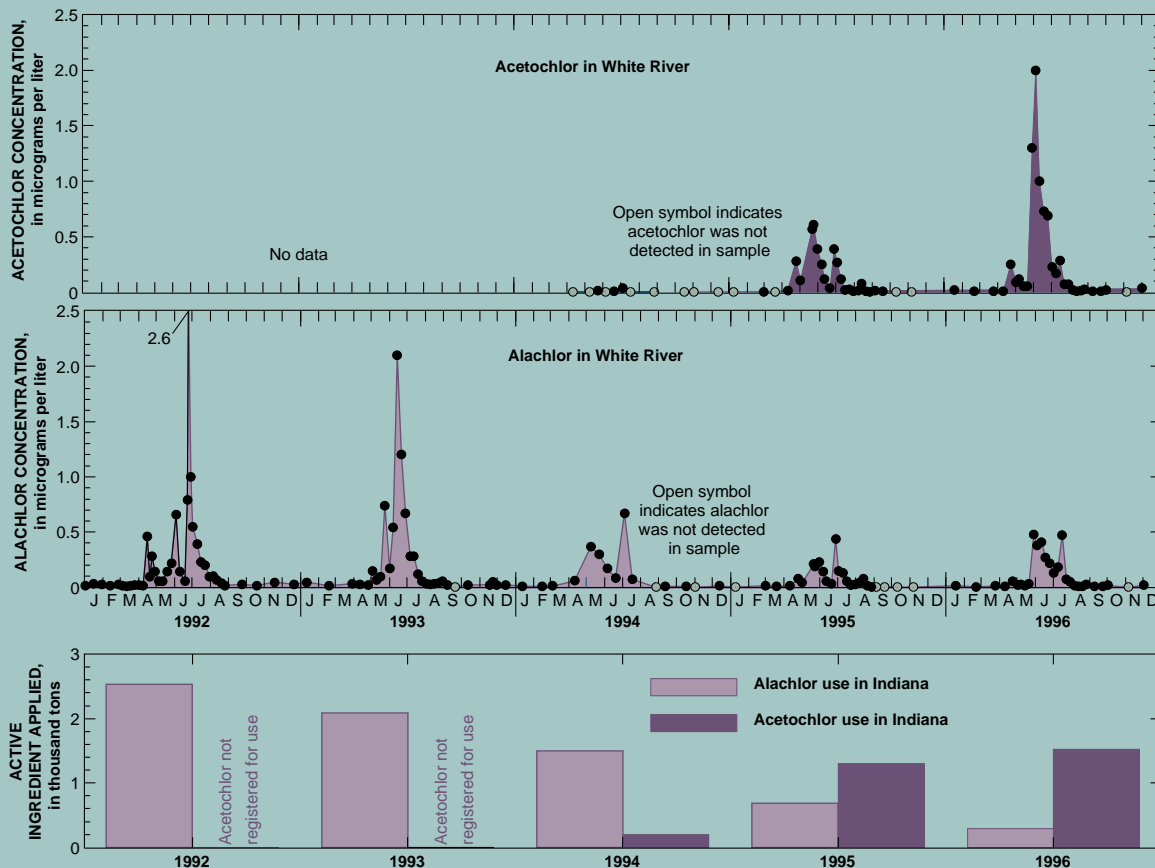 ACETOCHLOR CONCENTRATION,
in micrograms per liter
2.5
2.0
1.5
1.0
0.5
0
Acetochlor in White River
No data
Open symbol indicates
acetochlor was not
detected in sample
ALACHLOR CONCENTRATION,
in micrograms per liter
2.5
2.0
1.5
1.0
0.5
0
2.6
Alachlor in White River
Open symbol
indicates alachlor
was not detected
in sample
J F M A M J J A S O N D J F M A M J J A S O N D J F M A M J J A S O N D J F M A M J J A S O N D J F M A M J J A S O N D
1992 1993 1994 1995 1996
ACTIVE
INGREDIENT APPLIED,
in thousand tons
3
2
1
0
Acetochlor not
registered for use
Acetochlor not
registered for use
Alachlor use in Indiana
Acetochlor use in Indiana
1992 1993 1994 1995 1996